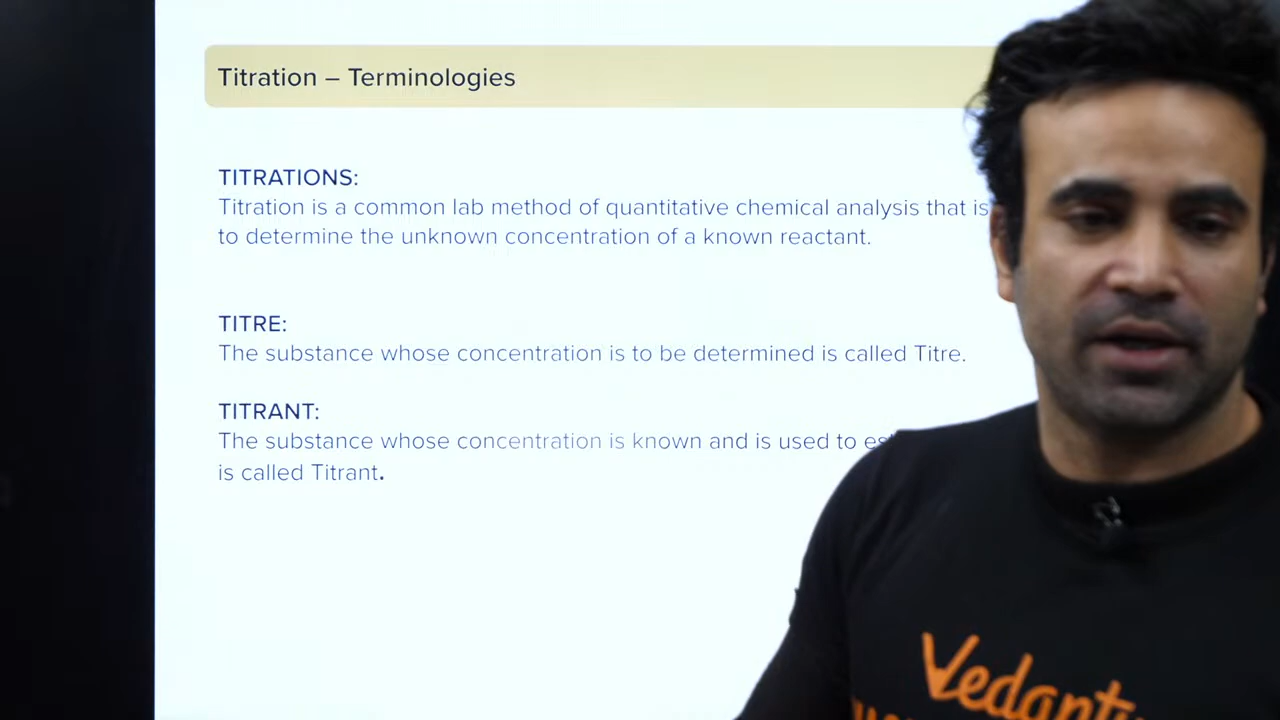 Titration – Terminologies
TITRATIONS:
Titration is a common lab method of quantitative chemical analysis that is
to determine the unknown concentration of a known reactant.
TITRE:
The substance whose concentration is to be determined is called Titre.
TITRANT:
The substance whose concentration is known and is used to
is called Titrant.